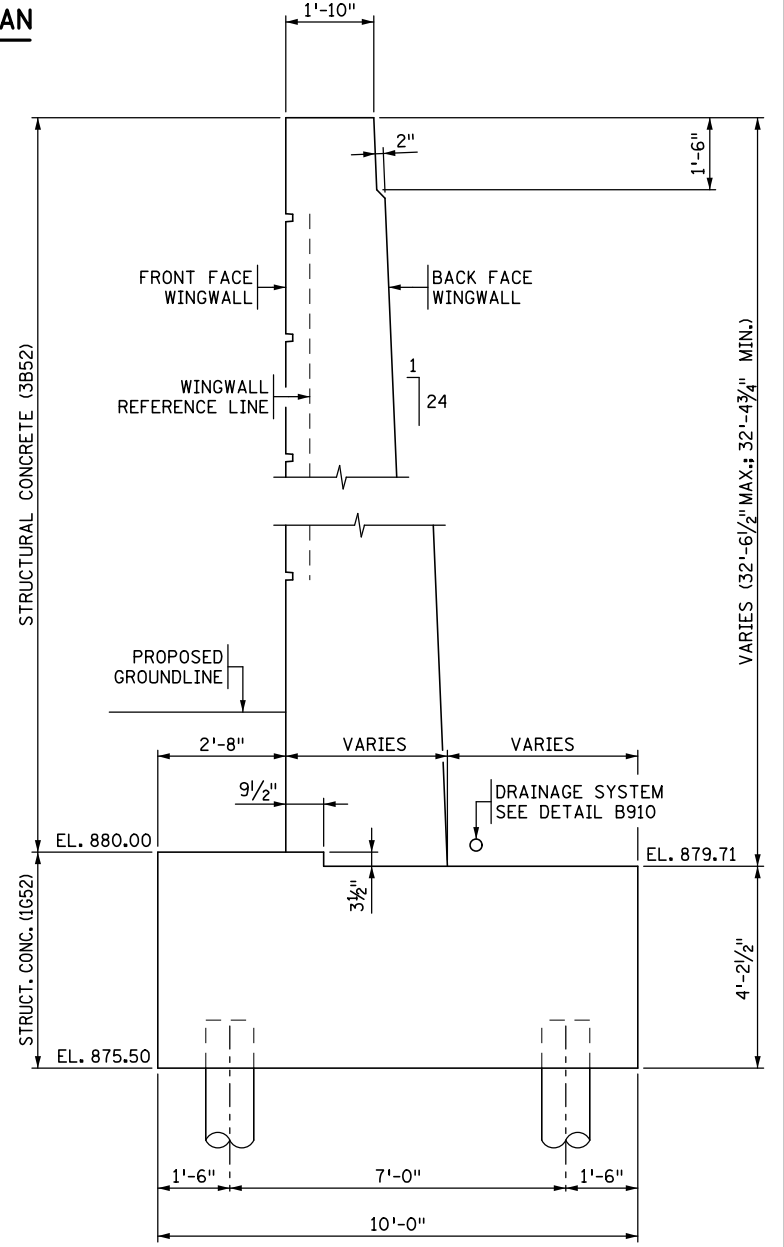 AN
1'-10"
2"
1'-6"
FRONT FACE
WINGWALL
BACK FACE
WINGWALL
WINGWALL
REFERENCE LINE
1
24
STRUCTURAL CONCRETE (3B52)
VARIES (32'-6½" MAX.; 32'-4¾" MIN.)
PROPOSED
GROUNDLINE
2'-8"
VARIES
VARIES
9½"
DRAINAGE SYSTEM
SEE DETAIL B910
EL. 880.00
EL. 879.71
3½"
STRUCT. CONC. (1G52)
4'-2½"
EL. 875.50
1'-6"
7'-0"
1'-6"
10'-0"